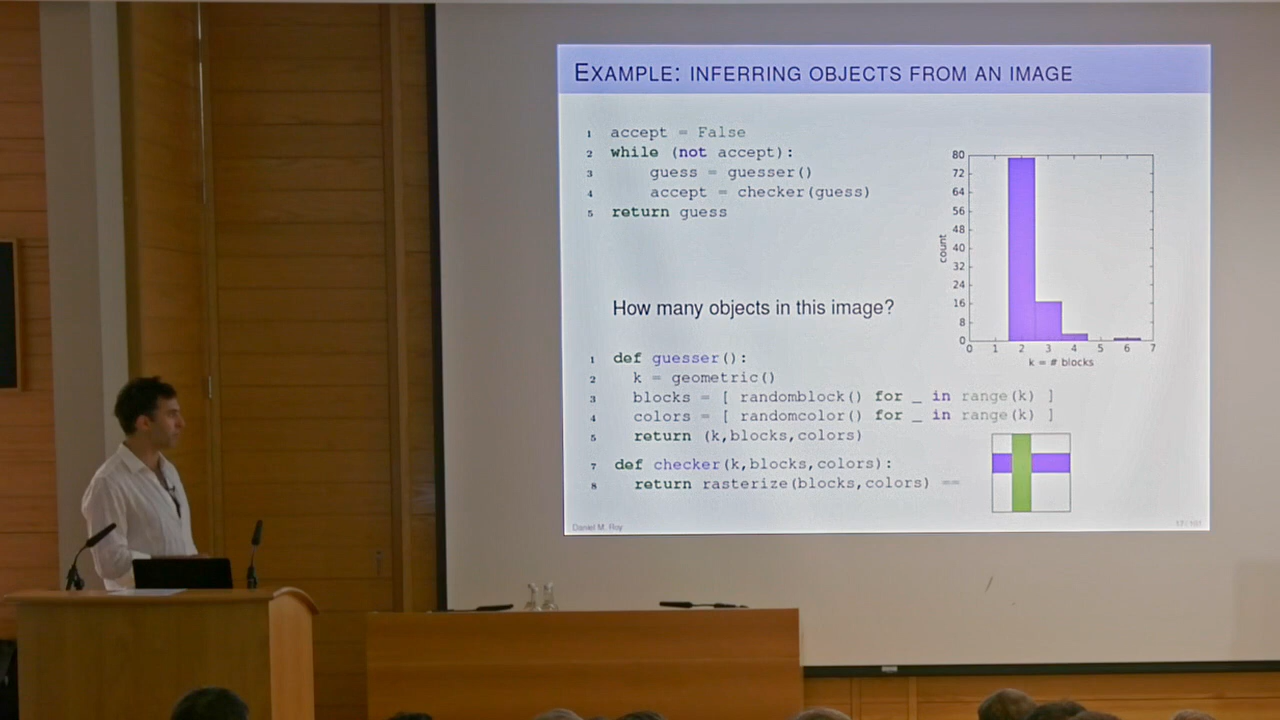 EXAMPLE: INFERRING OBJECTS FROM AN IMAGE
1 accept = False
2 while (not accept):
3 guess = guesser()
4 accept = checker(guess)
5 return guess
80
72
64
56
48
40
32
24
16
8
0
count
0 1 2 3 4 5 6 7
k = # blocks
How many objects in this image?
1 def guesser():
2 k = geometric()
3 blocks = [ randomblock() for _ in range(k) ]
4 colors = [ randomcolor() for _ in range(k) ]
5 return (k,blocks,colors)
7 def checker(k,blocks,colors):
8 return rasterize(blocks,colors) ==
Daniel M. Roy
17 / 101